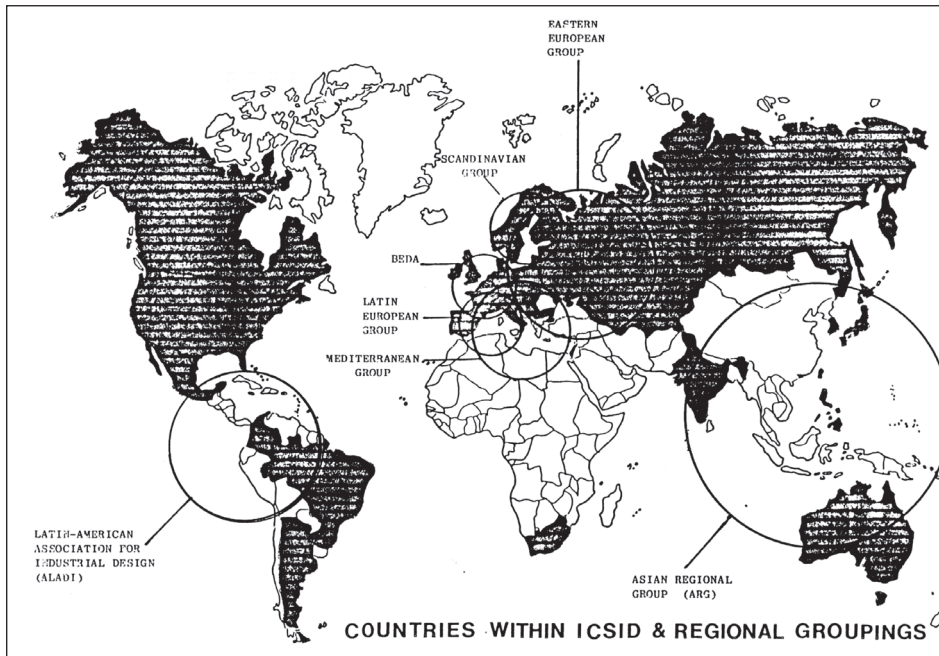 EASTERN
EUROPEAN
GROUP
SCANDINAVIAN
GROUP
BEDA
LATIN
EUROPEAN
GROUP
MEDITERRANEAN
GROUP
LATIN-AMERICAN
ASSOCIATION FOR
INDUSTRIAL DESIGN
(ALADI)
ASIAN REGIONAL
GROUP (ARG)
COUNTRIES WITHIN ICSID & REGIONAL GROUPINGS